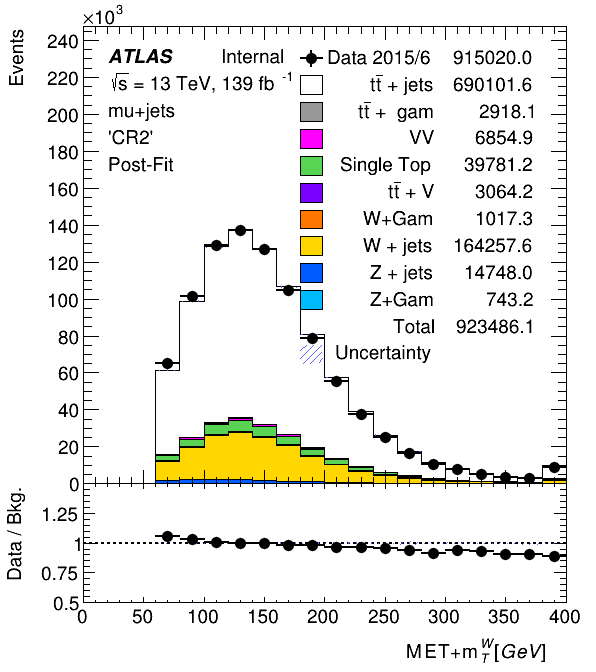 ×10³
Events
240
220
200
180
160
140
120
100
80
60
40
20
0
ATLAS Internal
√s = 13 TeV, 139 fb⁻¹
mu+jets
'CR2'
Post-Fit
Data 2015/6 915020.0
tt̄ + jets 690101.6
tt̄ + gam 2918.1
VV 6854.9
Single Top 39781.2
tt̄ + V 3064.2
W+Gam 1017.3
W + jets 164257.6
Z + jets 14748.0
Z+Gam 743.2
Total 923486.1
Uncertainty
Data / Bkg.
1.25
1
0.75
0.5
0 50 100 150 200 250 300 350 400
MET+m_T^W[GeV]